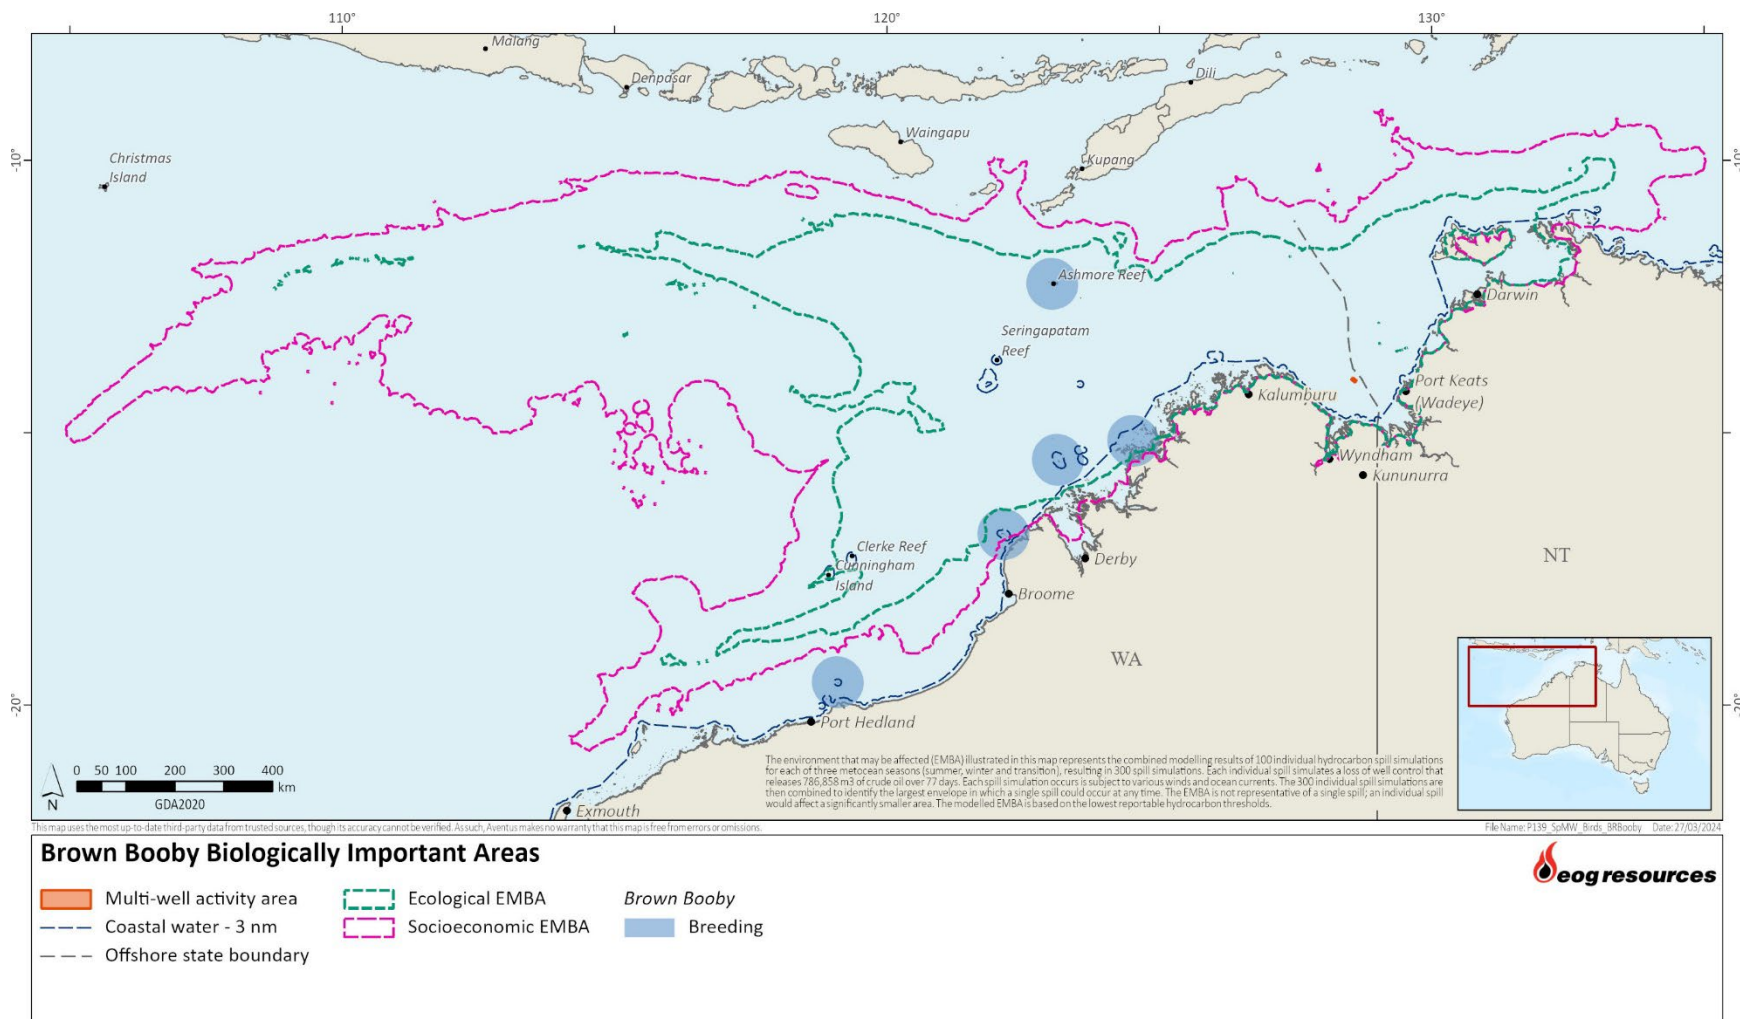 110°
120°
130°
Malang
Denpasar
Dili
Waingapu
Christmas
Island
Kupang
-10°
-10°
Ashmore Reef
Darwin
Seringapatam
Reef
Port Keats
(Wadeye)
Kalumburu
Wyndham
Kununurra
Clerke Reef
Cunningham
Island
Derby
NT
Broome
WA
-20°
-20°
Port Hedland
0 50 100 200 300 400
km
N
GDA2020
Exmouth
The environment that may be affected (EMBA) illustrated in this map represents the combined modelling results of 100 individual hydrocarbon spill simulations
for each of three metocean seasons (summer, winter and transition), resulting in 300 spill simulations. Each individual spill simulates a loss of well control that
releases 786,858 m3 of crude oil over 77 days. Each spill simulation occurs is subject to various winds and ocean currents. The 300 individual spill simulations are
then combined to identify the largest envelope in which a single spill could occur at any time. The EMBA is not representative of a single spill; an individual spill
would affect a significantly smaller area. The modelled EMBA is based on the lowest reportable hydrocarbon thresholds.
This map uses the most up-to-date third-party data from trusted sources, though its accuracy cannot be verified. As such, Aventus makes no warranty that this map is free from errors or omissions.
File Name: P139_SpMW_Birds_BRBooby Date: 27/03/2024
Brown Booby Biologically Important Areas
eog resources
Multi-well activity area
Ecological EMBA
Brown Booby
Coastal water - 3 nm
Socioeconomic EMBA
Breeding
Offshore state boundary